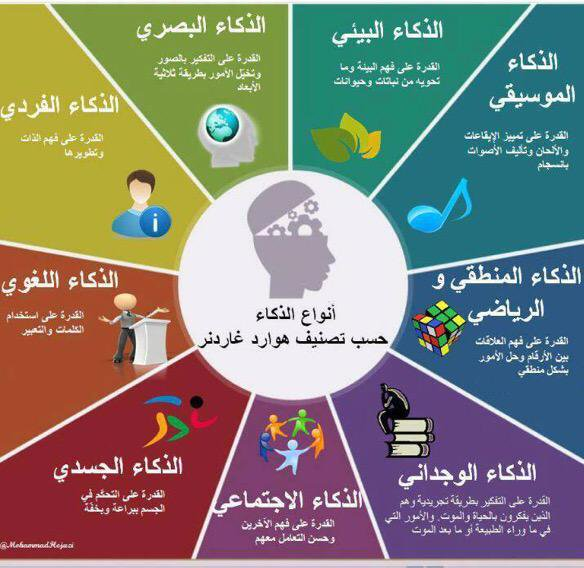 أنواع الذكاء
حسب تصنيف هوارد غاردنر
الذكاء
الموسيقي
القدرة على تمييز الإيقاعات
والألحان وتأليف الأصوات
بانسجام
الذكاء البيئي
القدرة على فهم البيئة وما
تحويه من نباتات وحيوانات
الذكاء البصري
القدرة على التفكير بالصور
وتخيّل الأمور بطريقة ثلاثية
الأبعاد
الذكاء الفردي
القدرة على فهم الذات
وتطويرها
i
الذكاء اللغوي
القدرة على استخدام
الكلمات والتعبير
الذكاء الجسدي
القدرة على التحكّم في
الجسم ببراعة وبخفّة
الذكاء الاجتماعي
القدرة على فهم الآخرين
وحسن التعامل معهم
الذكاء الوجداني
القدرة على التفكير بطريقة تجريدية وهم
الذين يفكرون بالحياة والموت. والأمور التي
في ما وراء الطبيعة أو ما بعد الموت
الذكاء المنطقي و
الرياضي
القدرة على فهم العلاقات
بين الأرقام وحل الأمور
بشكل منطقي
@MohammadHejazi